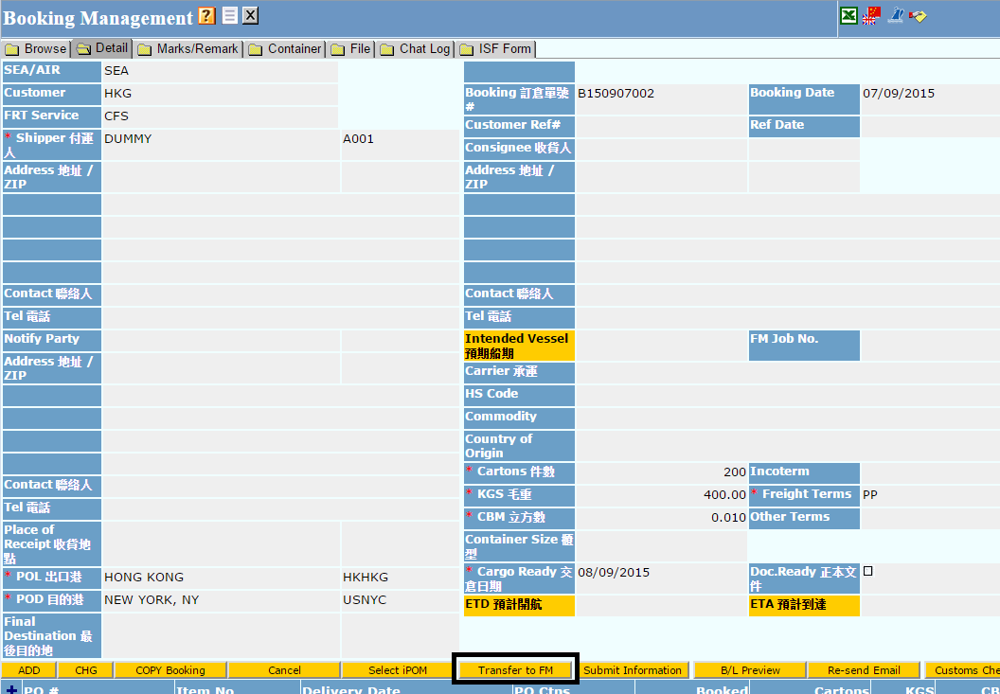 Booking Management ? X
Browse Detail Marks/Remark Container File Chat Log ISF Form
SEA/AIR SEA
Customer HKG
FRT Service CFS
* Shipper 付運
人
DUMMY A001
Address 地址 /
ZIP
Contact 聯絡人
Tel 電話
Notify Party
Address 地址 /
ZIP
Contact 聯絡人
Tel 電話
Place of
Receipt 收貨地
點
* POL 出口港 HONG KONG HKHKG
* POD 目的港 NEW YORK, NY USNYC
Final
Destination 最
後目的地
Booking 訂倉單號
#
B150907002 Booking Date 07/09/2015
Customer Ref# Ref Date
Consignee 收貨人
Address 地址 /
ZIP
Contact 聯絡人
Tel 電話
Intended Vessel
預期船期
FM Job No.
Carrier 承運
HS Code
Commodity
Country of
Origin
* Cartons 件數 200 Incoterm
* KGS 毛重 400.00 * Freight Terms PP
* CBM 立方數 0.010 Other Terms
Container Size 櫃
型
* Cargo Ready 交
倉日期
08/09/2015 Doc.Ready 正本文
件
ETD 預計開航 ETA 預計到達
ADD CHG COPY Booking Cancel Select iPOM Transfer to FM Submit Information B/L Preview Re-send Email Customs Che
+ PO # Item No Delivery Date PO Ctns Booked Cartons KGS CB